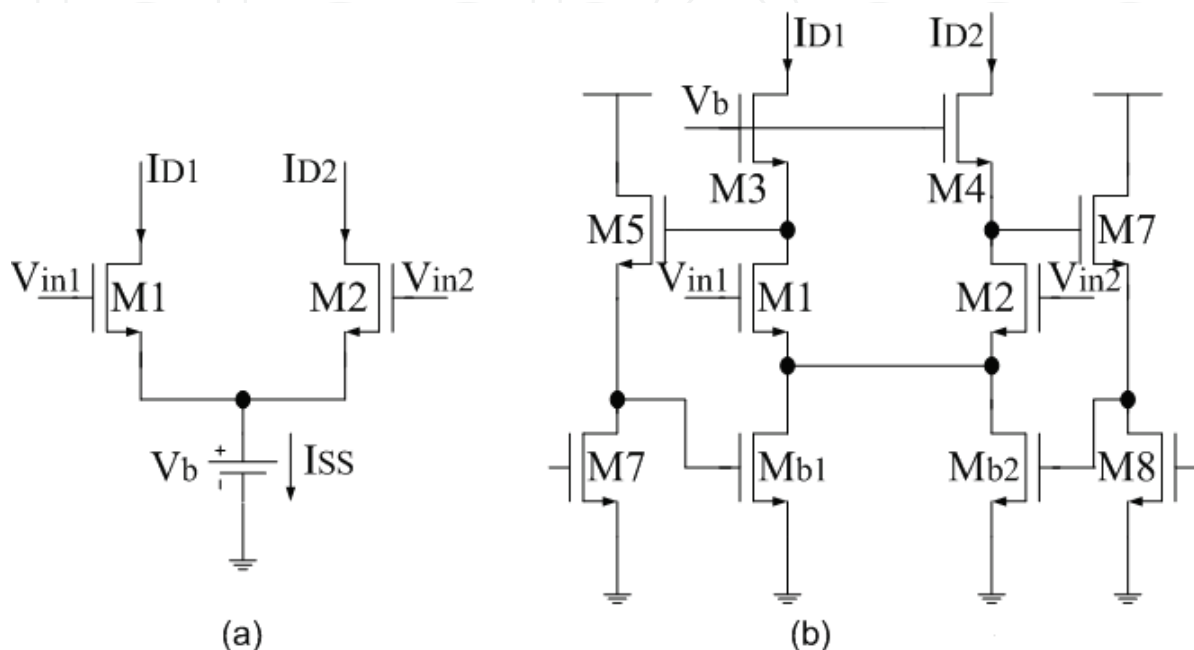 ID1 ID2
Vb
M3 M4
ID1 ID2
M5 M7
Vin1 M1 M2 Vin2
Vin1 M1 M2 Vin2
+
Vb ISS
-
M7 Mb1 Mb2 M8
(a) (b)